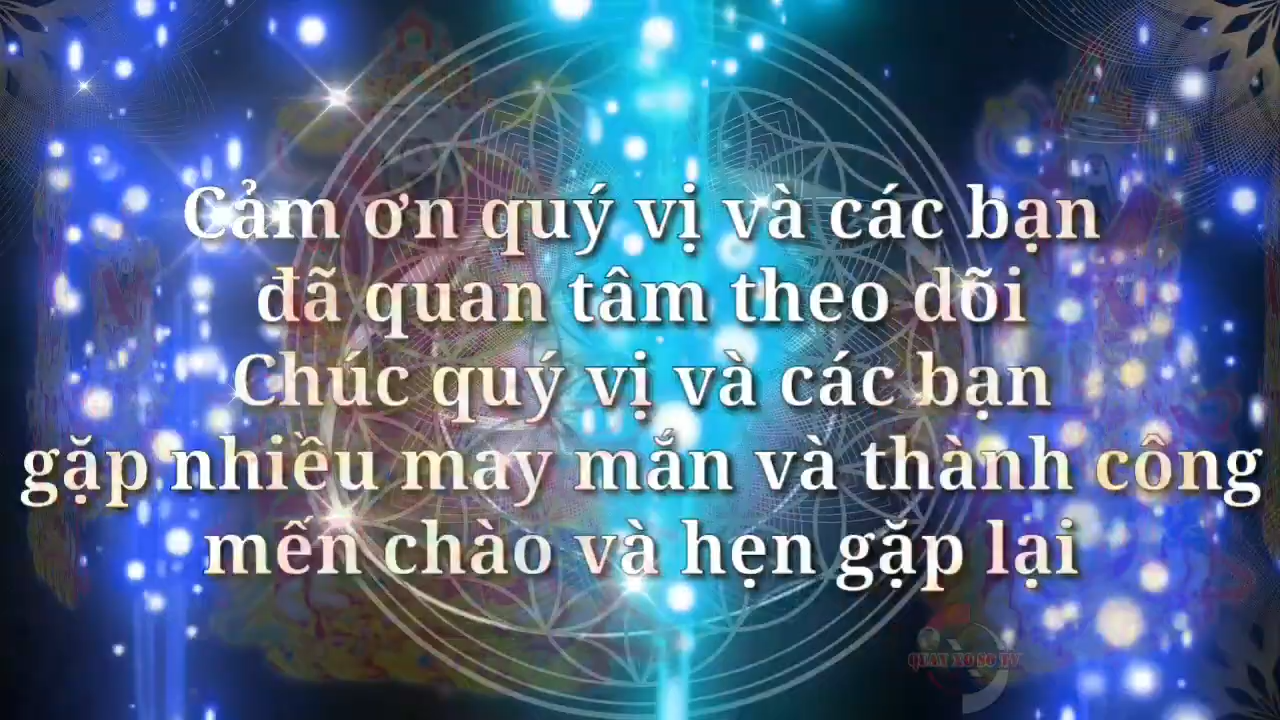 Cảm ơn quý vị và các bạn
đã quan tâm theo dõi
Chúc quý vị và các bạn
gặp nhiều may mắn và thành công
mến chào và hẹn gặp lại